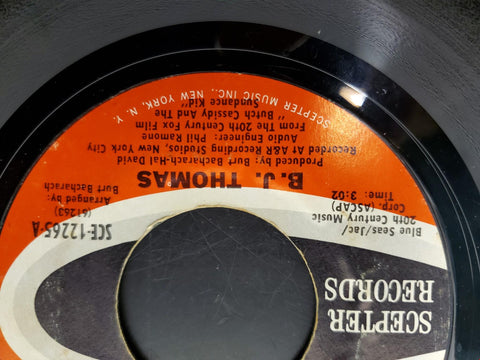 SCEPTER
RECORDS
Blue Seas/Jac/
20th Century Music
Corp. (ASCAP)
Time: 3:02
SCE-12265-A
(61263)
Arranged by:
Burt Bacharach
B.J. THOMAS
Produced by: Burt Bacharach-Hal David
Recorded At A&R Recording Studios, New York City
Audio Engineer: Phil Ramone
From The 20th Century Fox Film
"Butch Cassidy And The
Sundance Kid"
SCEPTER MUSIC INC., NEW YORK, N. Y.